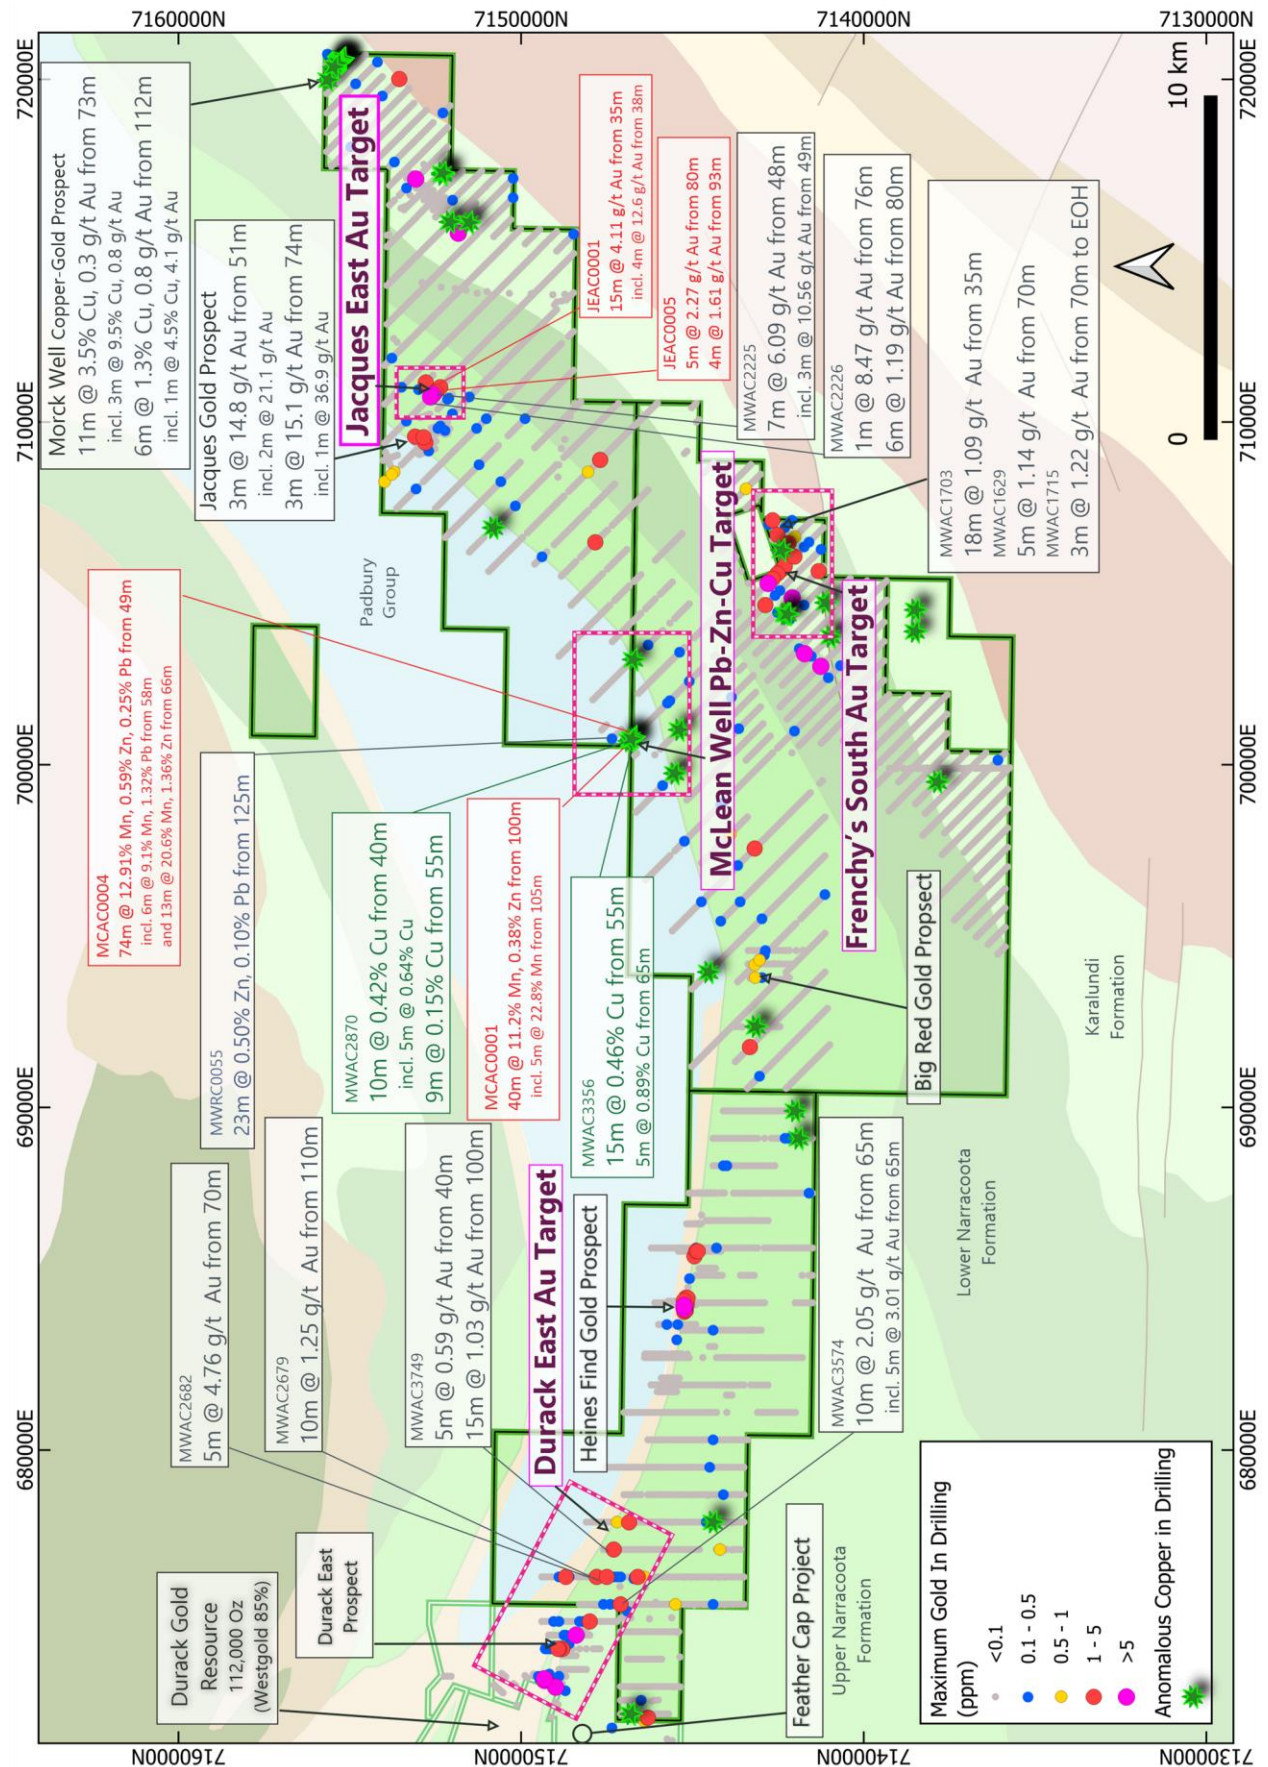 680000E
690000E
700000E
710000E
720000E
7160000N
7150000N
7140000N
7130000N
7160000N
7150000N
7140000N
7130000N
680000E
690000E
700000E
710000E
720000E
Durack Gold
Resource
112,000 Oz
(Westgold 85%)
Durack East
Prospect
MWAC2682
5m @ 4.76 g/t Au from 70m
MWAC2679
10m @ 1.25 g/t Au from 110m
MWAC3749
5m @ 0.59 g/t Au from 40m
15m @ 1.03 g/t Au from 100m
Durack East Au Target
Heines Find Gold Prospect
MCAC0004
74m @ 12.91% Mn, 0.59% Zn, 0.25% Pb from 49m
incl. 6m @ 9.1% Mn, 1.32% Pb from 58m
and 13m @ 20.6% Mn, 1.36% Zn from 66m
MWRC0055
23m @ 0.50% Zn, 0.10% Pb from 125m
MWAC2870
10m @ 0.42% Cu from 40m
incl. 5m @ 0.64% Cu
9m @ 0.15% Cu from 55m
MCAC0001
40m @ 11.2% Mn, 0.38% Zn from 100m
incl. 5m @ 22.8% Mn from 105m
MWAC3356
15m @ 0.46% Cu from 55m
5m @ 0.89% Cu from 65m
Padbury
Group
Morck Well Copper-Gold Prospect
11m @ 3.5% Cu, 0.3 g/t Au from 73m
incl. 3m @ 9.5% Cu, 0.8 g/t Au
6m @ 1.3% Cu, 0.8 g/t Au from 112m
incl. 1m @ 4.5% Cu, 4.1 g/t Au
Jacques Gold Prospect
3m @ 14.8 g/t Au from 51m
incl. 2m @ 21.1 g/t Au
3m @ 15.1 g/t Au from 74m
incl. 1m @ 36.9 g/t Au
Jacques East Au Target
JEAC0001
15m @ 4.11 g/t Au from 35m
incl. 4m @ 12.6 g/t Au from 38m
JEAC0005
5m @ 2.27 g/t Au from 80m
4m @ 1.61 g/t Au from 93m
MWAC2225
7m @ 6.09 g/t Au from 48m
incl. 3m @ 10.56 g/t Au from 49m
MWAC2226
1m @ 8.47 g/t Au from 76m
6m @ 1.19 g/t Au from 80m
MWAC1703
18m @ 1.09 g/t Au from 35m
MWAC1629
5m @ 1.14 g/t Au from 70m
MWAC1715
3m @ 1.22 g/t Au from 70m to EOH
McLean Well Pb-Zn-Cu Target
Frenchy's South Au Target
Big Red Gold Propsect
MWAC3574
10m @ 2.05 g/t Au from 65m
incl. 5m @ 3.01 g/t Au from 65m
Feather Cap Project
Upper Narracoota
Formation
Lower Narracoota
Formation
Karalundi
Formation
Maximum Gold In Drilling
(ppm)
<0.1
0.1 - 0.5
0.5 - 1
1 - 5
>5
Anomalous Copper in Drilling
0
10 km